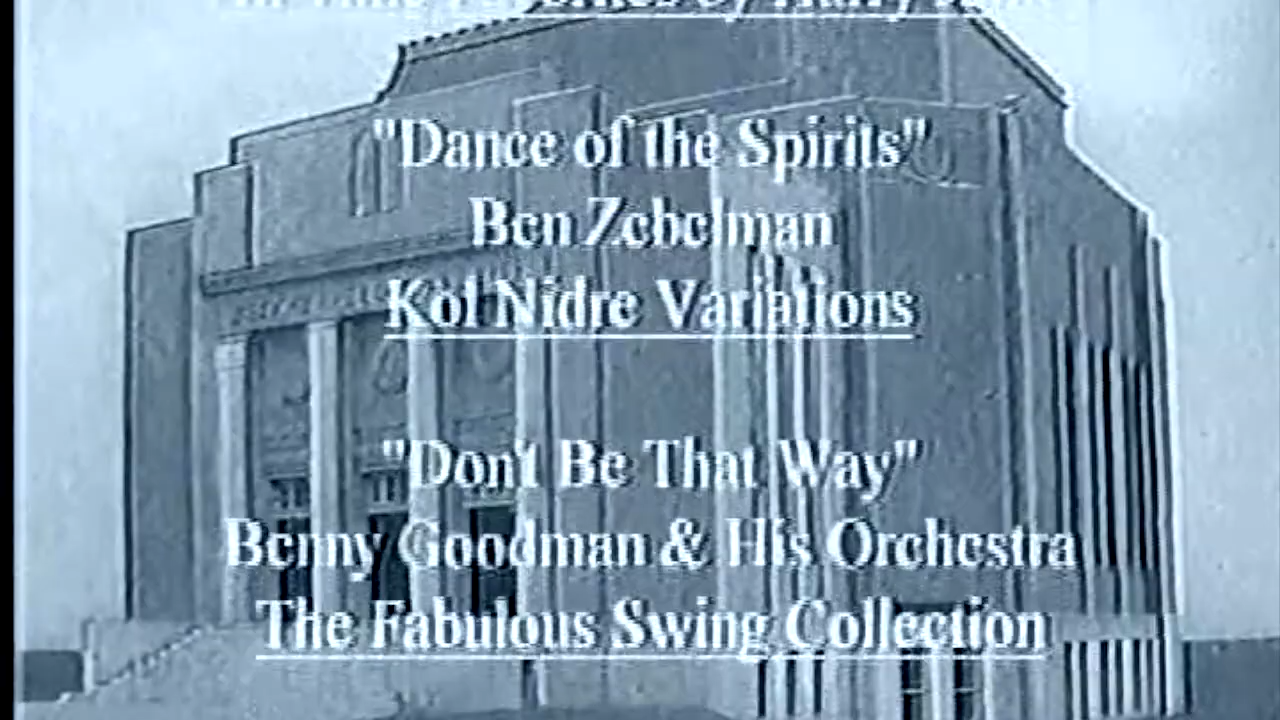 "Dance of the Spirits"
Ben Zebelman
Kol Nidre Variations
"Don't Be That Way"
Benny Goodman & His Orchestra
The Fabulous Swing Collection